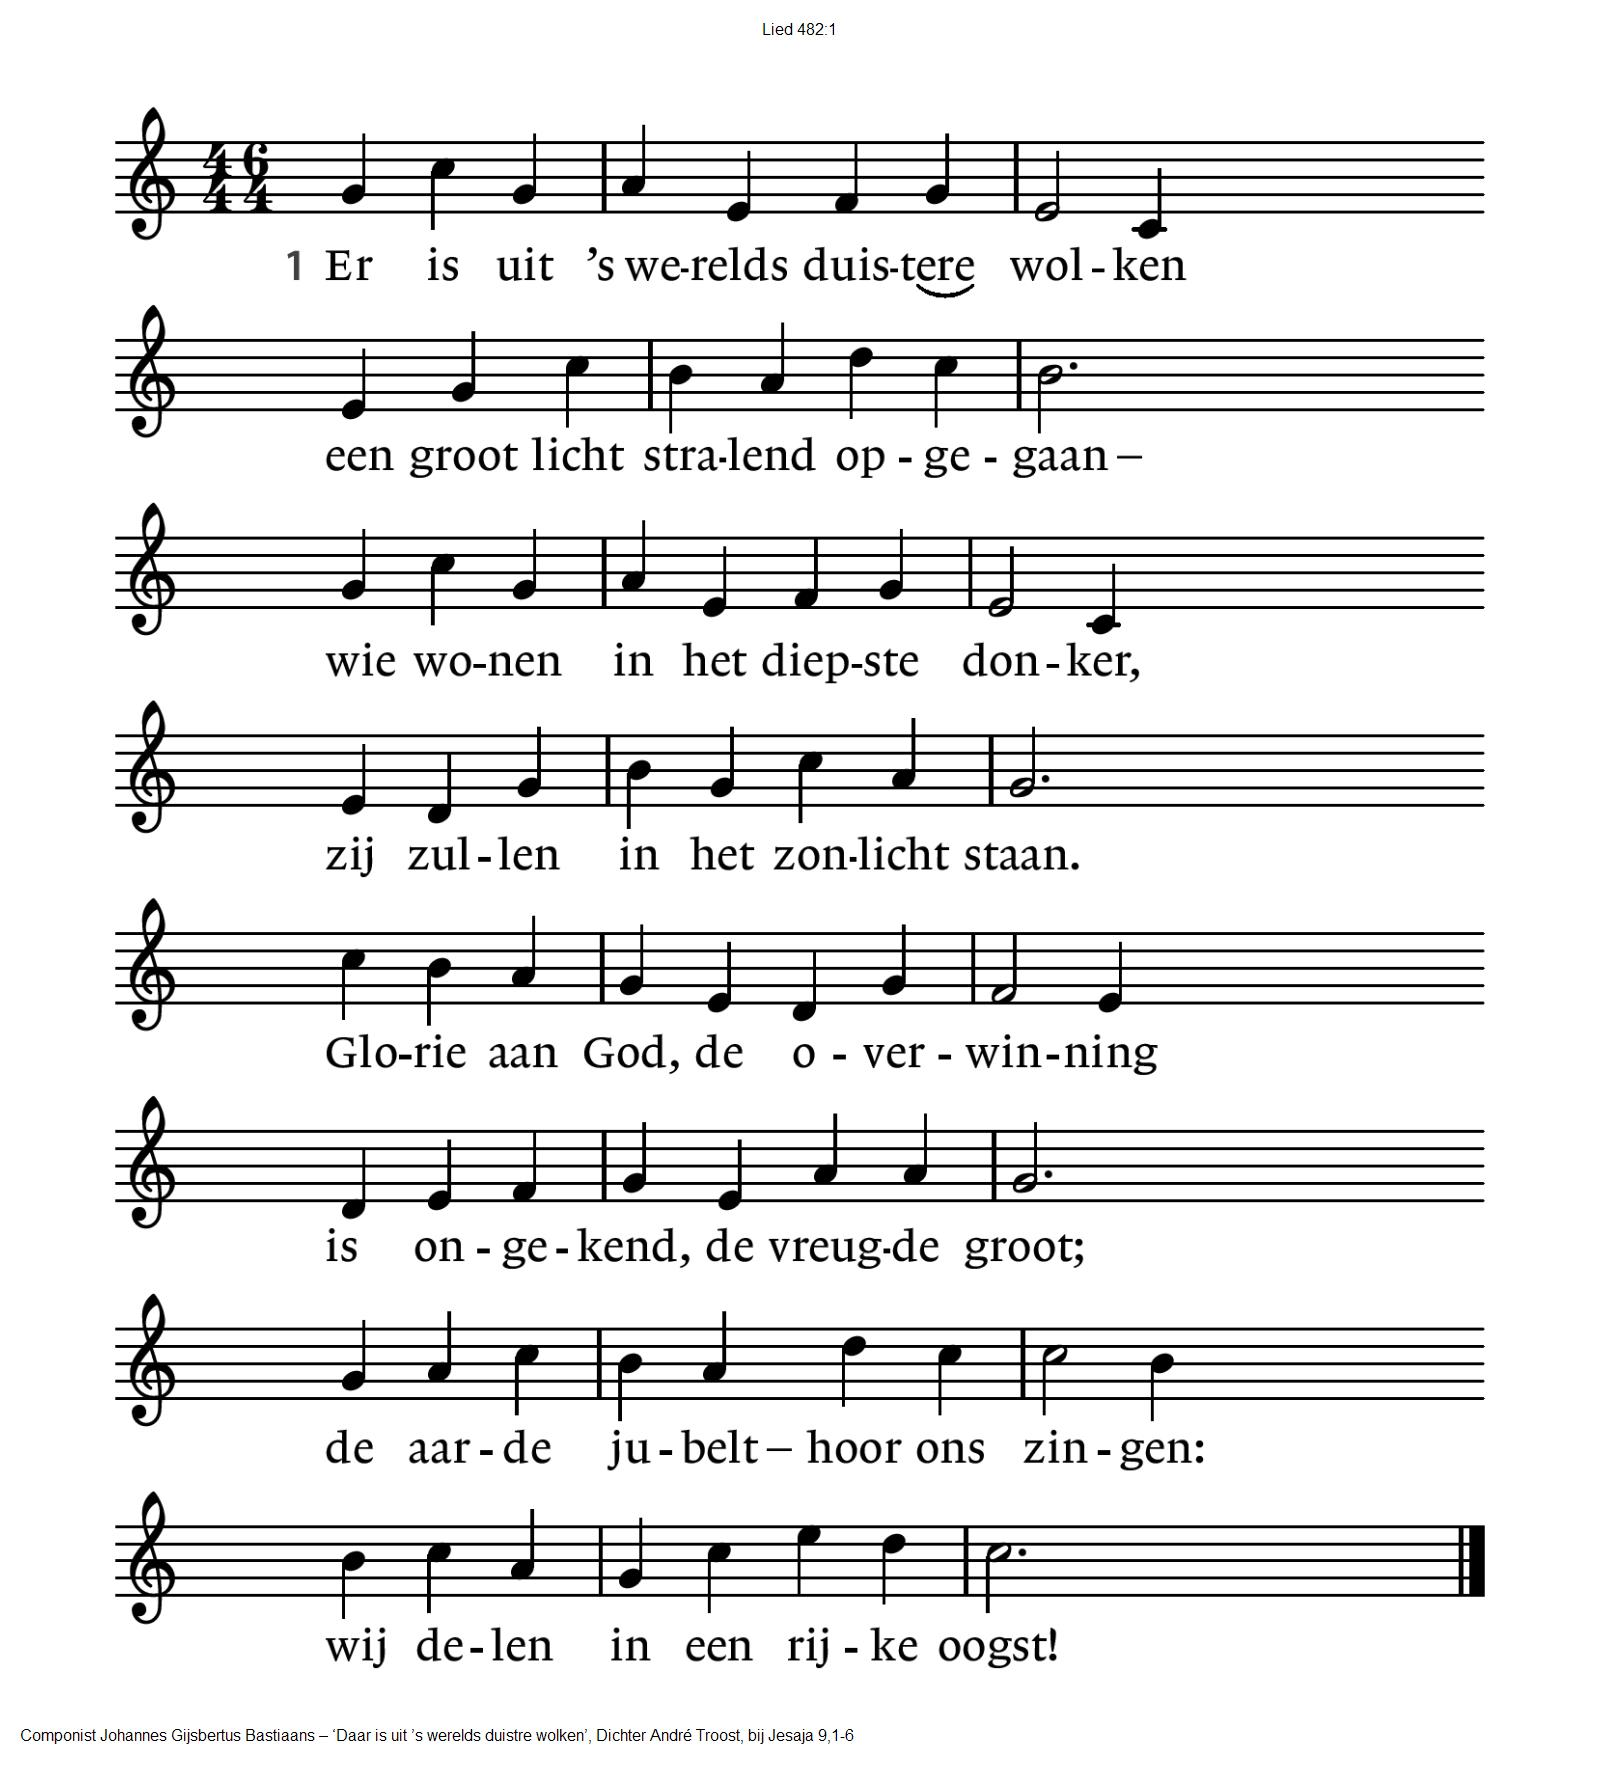 Lied 482:1
4 6
4 4
1 Er is uit ’s we-relds duis-tere wol-ken
een groot licht stra-lend op-ge-gaan –
wie wo-nen in het diep-ste don-ker,
zij zul-len in het zon-licht staan.
Glo-rie aan God, de o-ver-win-ning
is on-ge-kend, de vreug-de groot;
de aar-de ju-belt – hoor ons zin-gen:
wij de-len in een rij-ke oogst!
Componist Johannes Gijsbertus Bastiaans – ‘Daar is uit ’s werelds duistre wolken’, Dichter André Troost, bij Jesaja 9,1-6